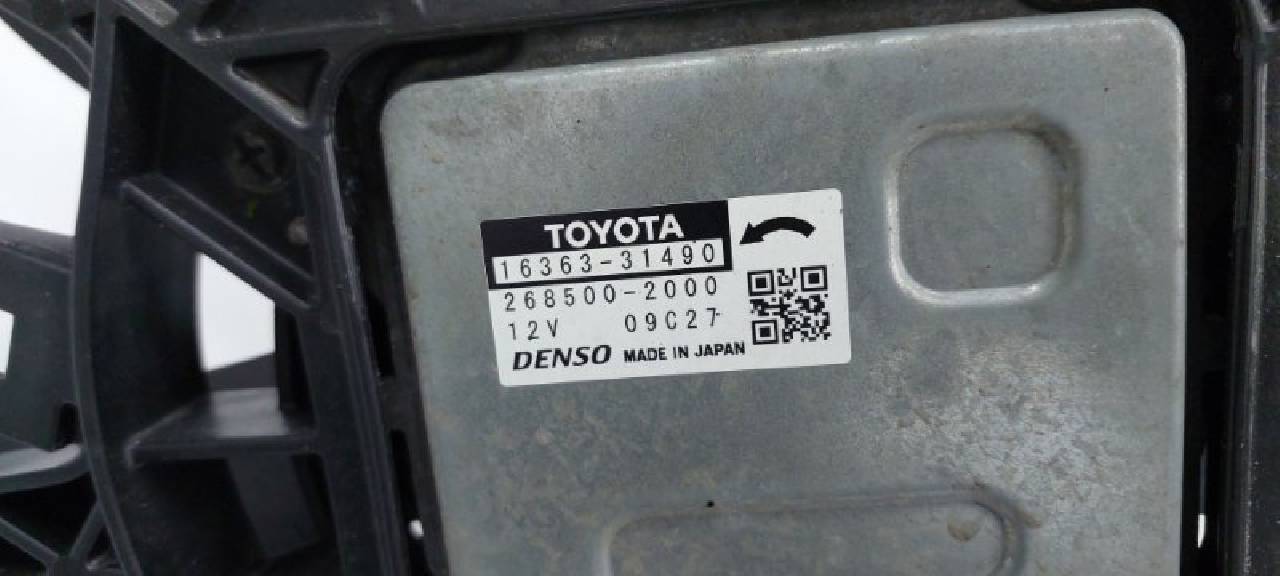 TOYOTA
16363-31490
268500-2000
12V 09C27
DENSO MADE IN JAPAN